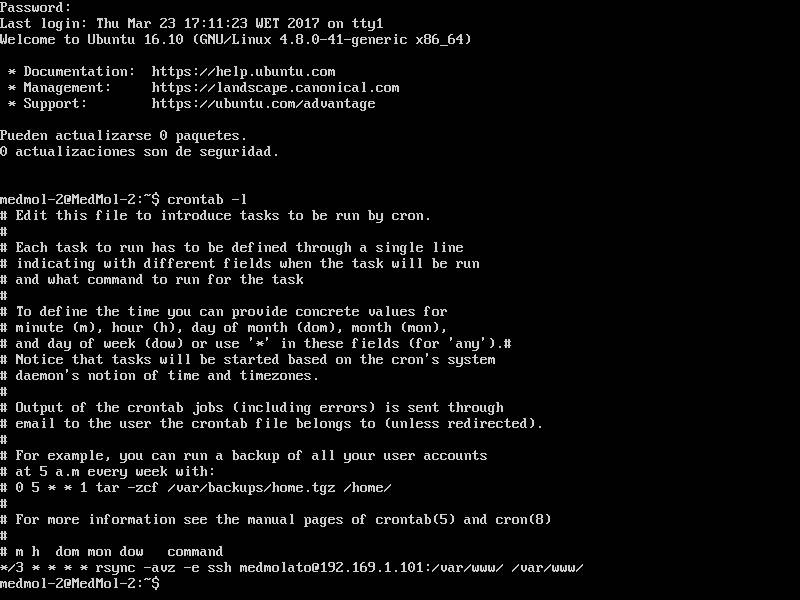 Password:
Last login: Thu Mar 23 17:11:23 WET 2017 on tty1
Welcome to Ubuntu 16.10 (GNU/Linux 4.8.0-41-generic x86_64)
 * Documentation:  https://help.ubuntu.com
 * Management:     https://landscape.canonical.com
 * Support:        https://ubuntu.com/advantage
Pueden actualizarse 0 paquetes.
0 actualizaciones son de seguridad.
medmol-2@MedMol-2:~$ crontab -l
# Edit this file to introduce tasks to be run by cron.
#
# Each task to run has to be defined through a single line
# indicating with different fields when the task will be run
# and what command to run for the task
#
# To define the time you can provide concrete values for
# minute (m), hour (h), day of month (dom), month (mon),
# and day of week (dow) or use '*' in these fields (for 'any').#
# Notice that tasks will be started based on the cron's system
# daemon's notion of time and timezones.
#
# Output of the crontab jobs (including errors) is sent through
# email to the user the crontab file belongs to (unless redirected).
#
# For example, you can run a backup of all your user accounts
# at 5 a.m every week with:
# 0 5 * * 1 tar -zcf /var/backups/home.tgz /home/
#
# For more information see the manual pages of crontab(5) and cron(8)
#
# m h  dom mon dow   command
*/3 * * * * rsync -avz -e ssh medmolato@192.169.1.101:/var/www/ /var/www/
medmol-2@MedMol-2:~$